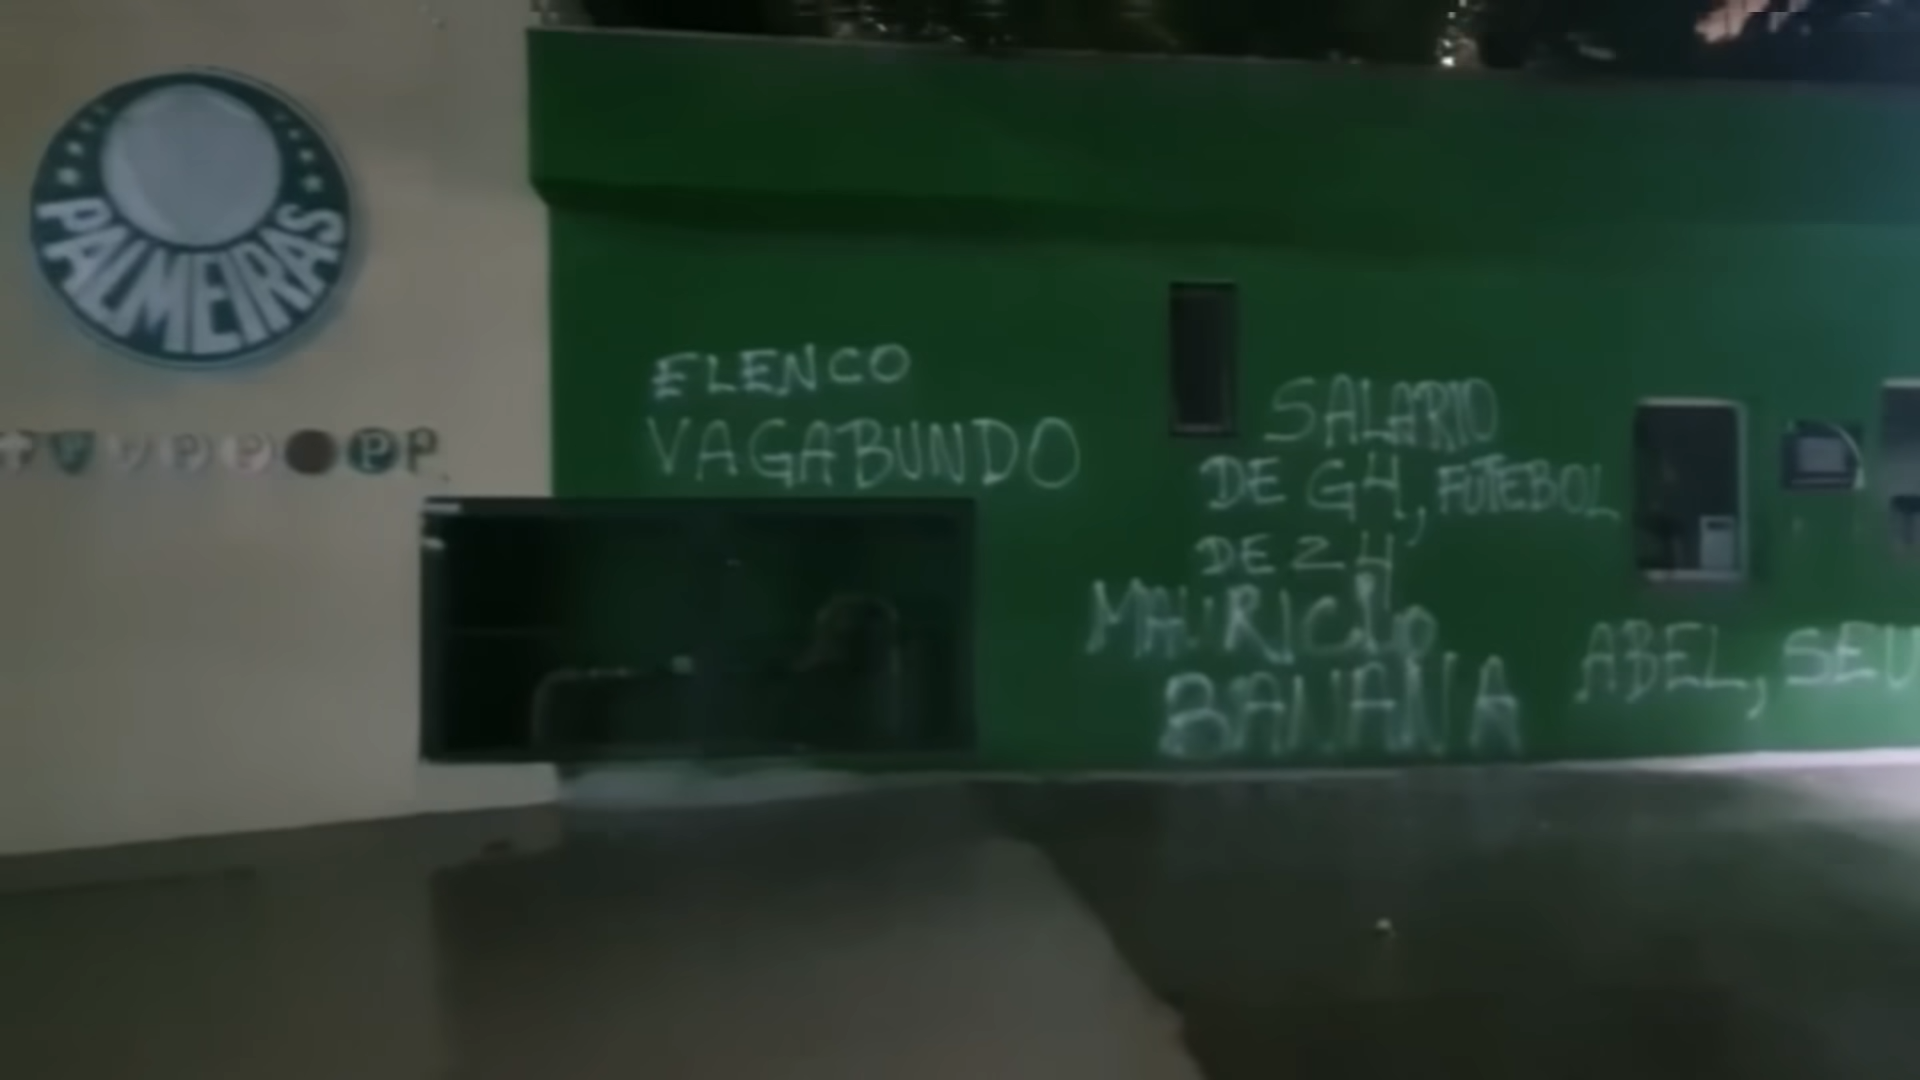 PALMEIRAS
ELENCO
VAGABUNDO
SALARIO
DE G4, FUTEBOL
DE Z4
MAURICIO
BANANA
ABEL, SEU